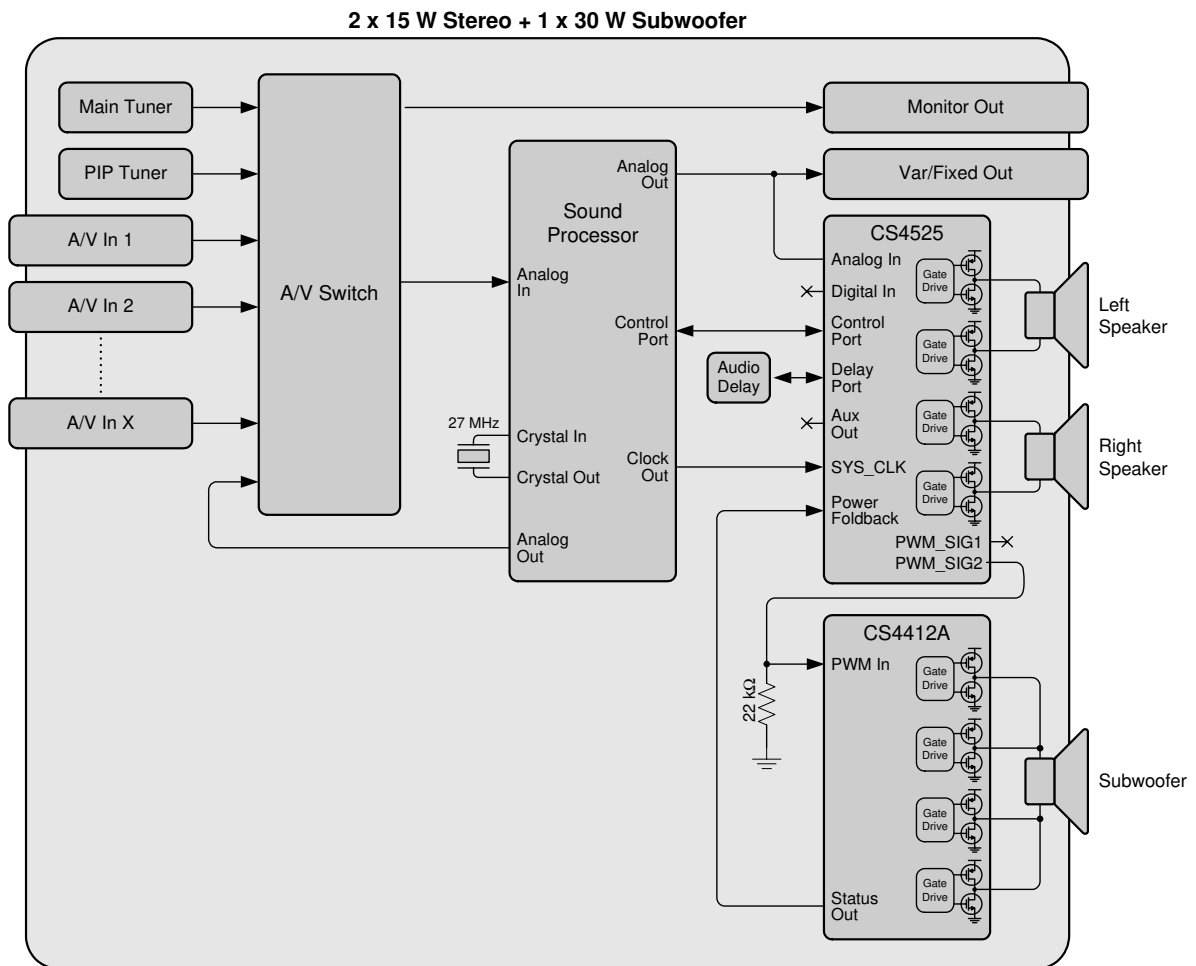 2 x 15 W Stereo + 1 x 30 W Subwoofer
Main Tuner
PIP Tuner
A/V In 1
A/V In 2
A/V In X
A/V Switch
Sound
Processor
Analog
Out
Analog
In
Control
Port
27 MHz
Crystal In
Crystal Out
Clock
Out
Analog
Out
Monitor Out
Var/Fixed Out
CS4525
Analog In
Digital In
Control
Port
Audio
Delay
Delay
Port
Aux
Out
SYS_CLK
Power
Foldback
PWM_SIG1
PWM_SIG2
Gate
Drive
Gate
Drive
Gate
Drive
Gate
Drive
Left
Speaker
Right
Speaker
CS4412A
PWM In
22 kΩ
Gate
Drive
Gate
Drive
Gate
Drive
Gate
Drive
Status
Out
Subwoofer